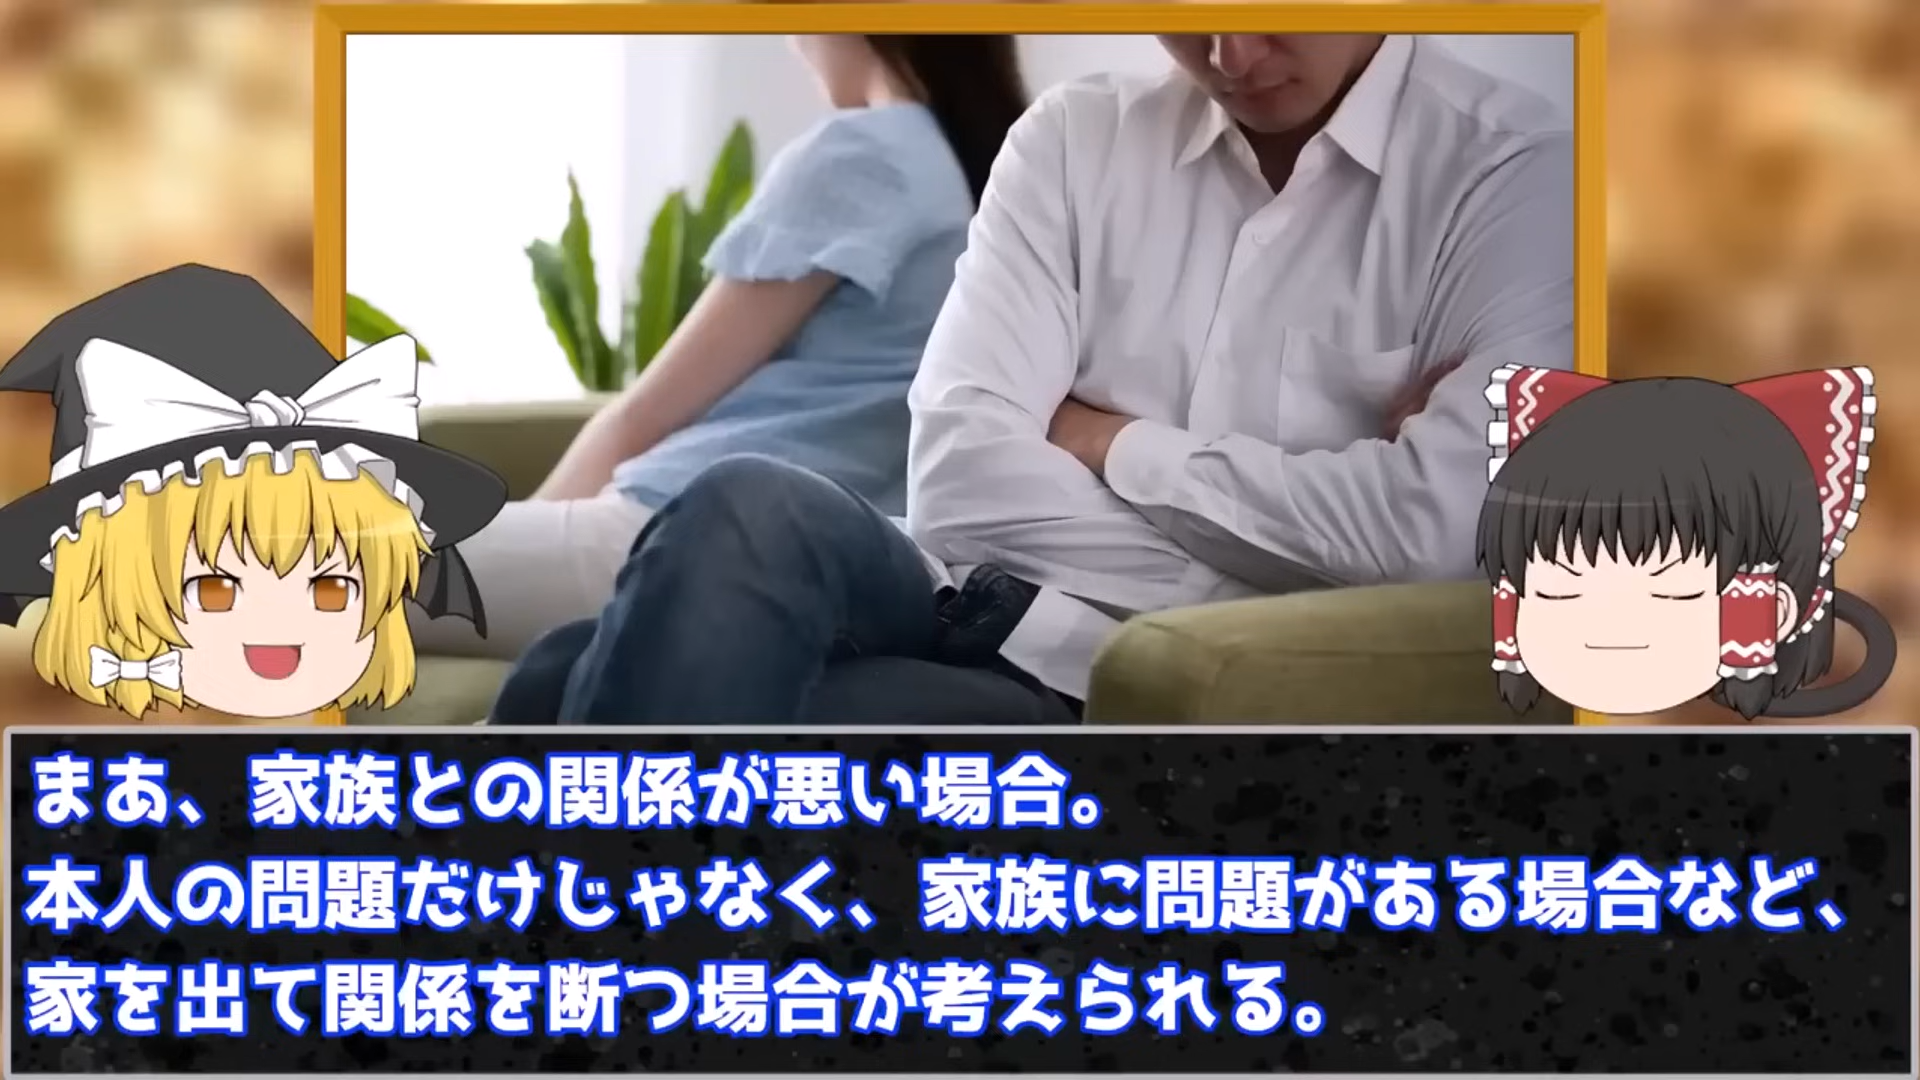 まあ、家族との関係が悪い場合。
本人の問題だけじゃなく、家族に問題がある場合など、
家を出て関係を断つ場合が考えられる。